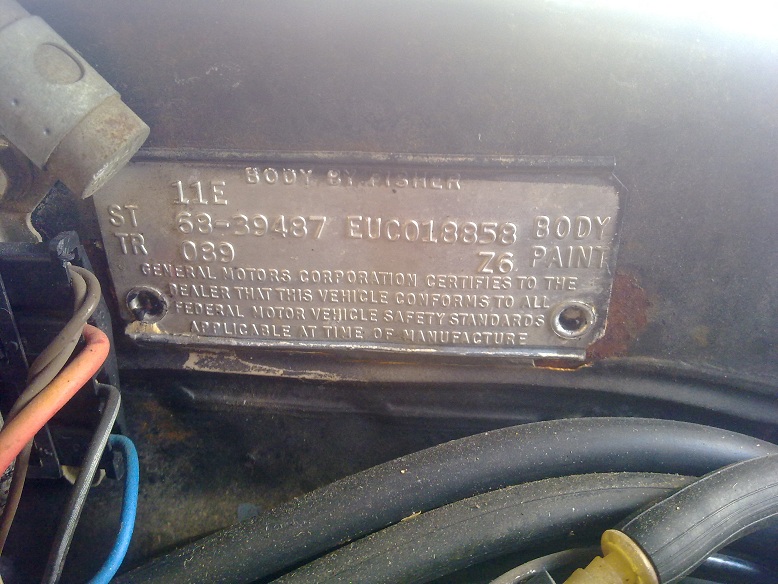 BODY BY FISHER
11E
ST 68-39487 EUC018858 BODY
TR 089 Z6 PAINT
GENERAL MOTORS CORPORATION CERTIFIES TO THE
DEALER THAT THIS VEHICLE CONFORMS TO ALL
FEDERAL MOTOR VEHICLE SAFETY STANDARDS
APPLICABLE AT TIME OF MANUFACTURE